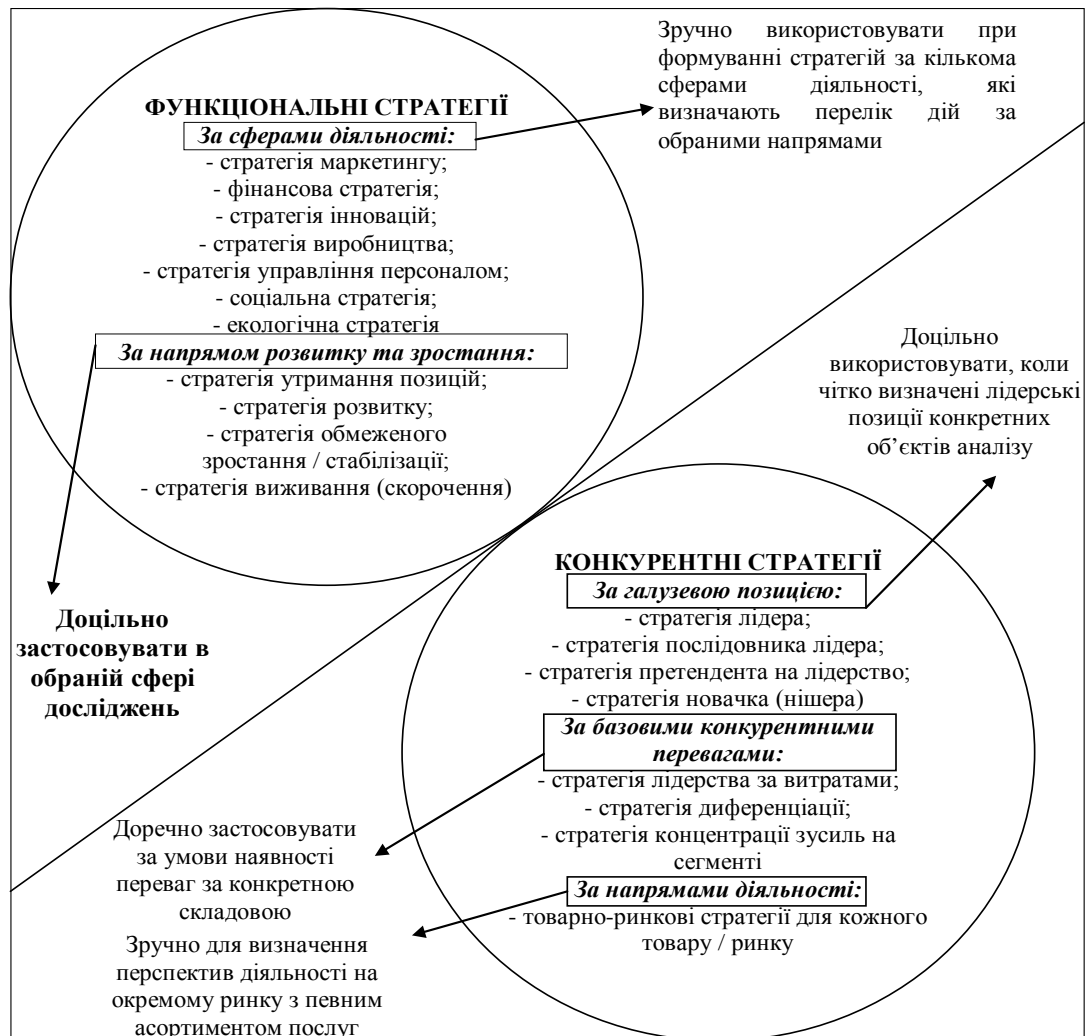 Зручно використовувати при
формуванні стратегій за кількома
сферами діяльності, які
визначають перелік дій за
обраними напрямами
ФУНКЦІОНАЛЬНІ СТРАТЕГІЇ
За сферами діяльності:
- стратегія маркетингу;
- фінансова стратегія;
- стратегія інновацій;
- стратегія виробництва;
- стратегія управління персоналом;
- соціальна стратегія;
- екологічна стратегія
За напрямом розвитку та зростання:
- стратегія утримання позицій;
- стратегія розвитку;
- стратегія обмеженого
зростання / стабілізації;
- стратегія виживання (скорочення)
Доцільно
використовувати, коли
чітко визначені лідерські
позиції конкретних
об’єктів аналізу
Доцільно
застосовувати в
обраній сфері
досліджень
КОНКУРЕНТНІ СТРАТЕГІЇ
За галузевою позицією:
- стратегія лідера;
- стратегія послідовника лідера;
- стратегія претендента на лідерство;
- стратегія новачка (нішера)
За базовими конкурентними
перевагами:
- стратегія лідерства за витратами;
- стратегія диференціації;
- стратегія концентрації зусиль на
сегменті
За напрямами діяльності:
- товарно-ринкові стратегії для кожного
товару / ринку
Доречно застосовувати
за умови наявності
переваг за конкретною
складовою
Зручно для визначення
перспектив діяльності на
окремому ринку з певним
асортиментом послуг